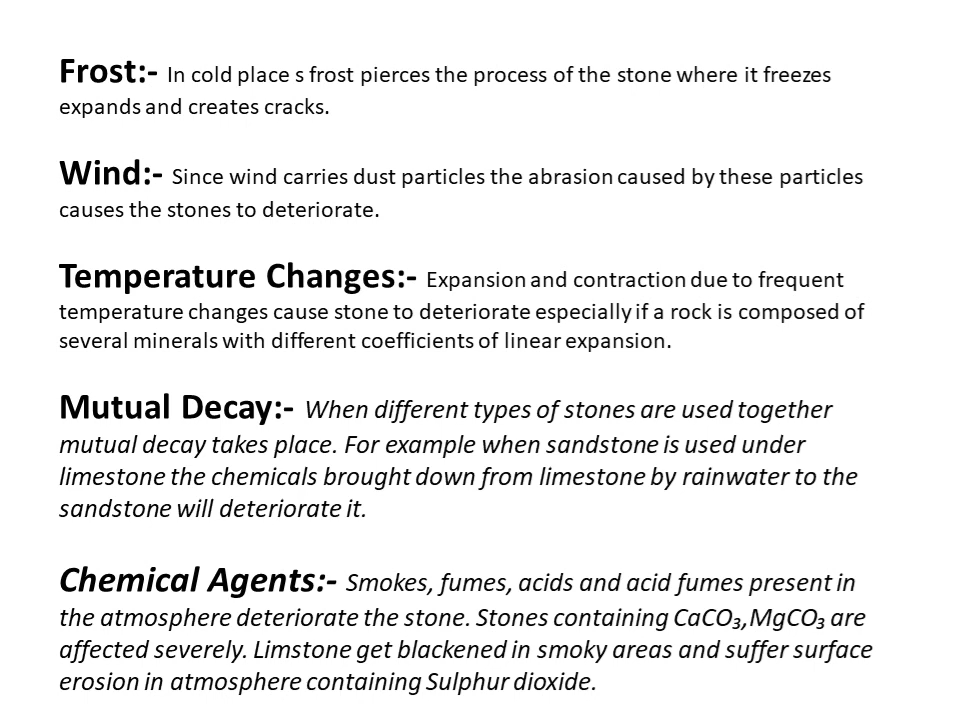 Frost:- In cold place s frost pierces the process of the stone where it freezes
expands and creates cracks.
Wind:- Since wind carries dust particles the abrasion caused by these particles
causes the stones to deteriorate.
Temperature Changes:- Expansion and contraction due to frequent
temperature changes cause stone to deteriorate especially if a rock is composed of
several minerals with different coefficients of linear expansion.
Mutual Decay:- When different types of stones are used together
mutual decay takes place. For example when sandstone is used under
limestone the chemicals brought down from limestone by rainwater to the
sandstone will deteriorate it.
Chemical Agents:- Smokes, fumes, acids and acid fumes present in
the atmosphere deteriorate the stone. Stones containing CaCO₃,MgCO₃ are
affected severely. Limstone get blackened in smoky areas and suffer surface
erosion in atmosphere containing Sulphur dioxide.